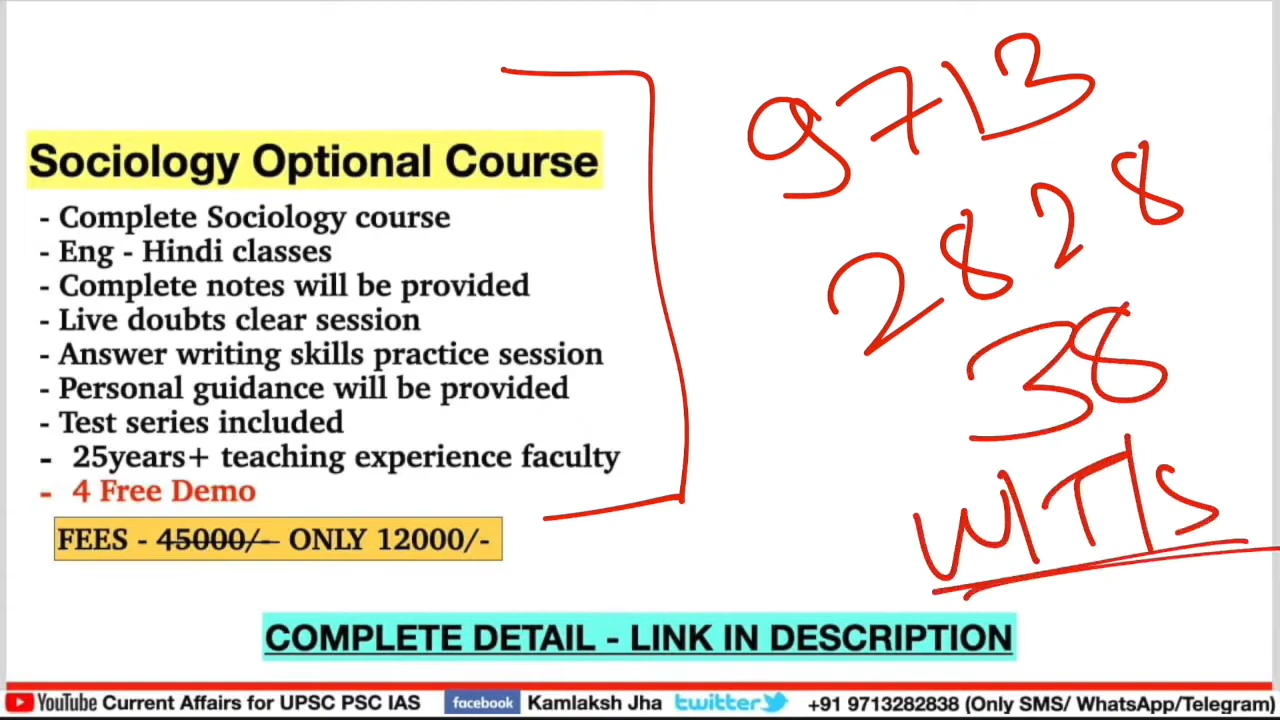 Sociology Optional Course
- Complete Sociology course
- Eng - Hindi classes
- Complete notes will be provided
- Live doubts clear session
- Answer writing skills practice session
- Personal guidance will be provided
- Test series included
- 25years+ teaching experience faculty
- 4 Free Demo
FEES - 45000/- ONLY 12000/-
9713
2828
38
W/T/S
COMPLETE DETAIL - LINK IN DESCRIPTION
YouTube Current Affairs for UPSC PSC IAS facebook Kamlaksh Jha twitter +91 9713282838 (Only SMS/ WhatsApp/Telegram)